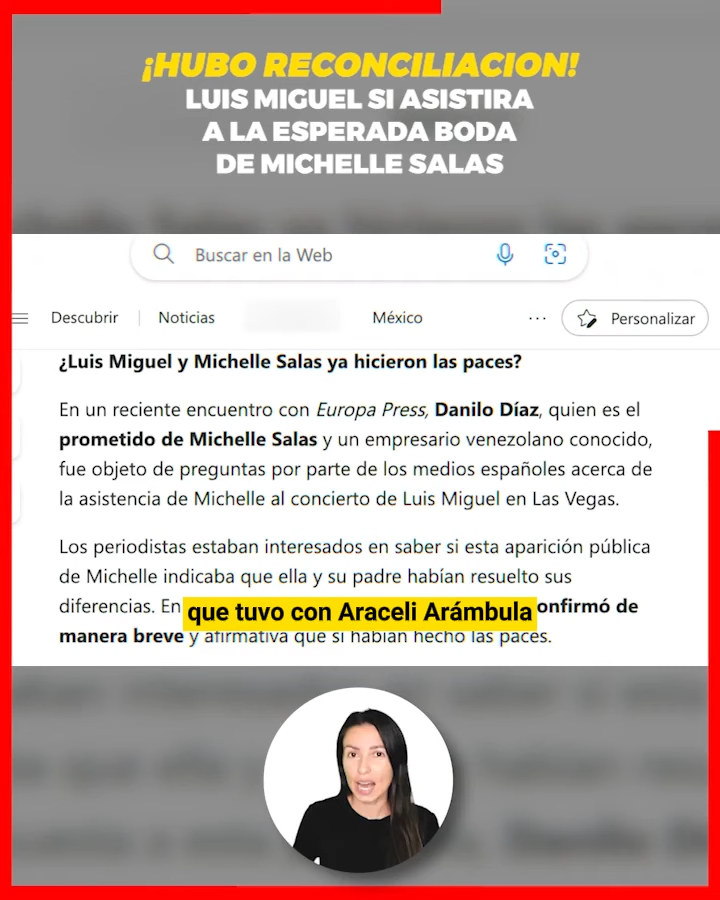 ¡HUBO RECONCILIACION!
LUIS MIGUEL SI ASISTIRA
A LA ESPERADA BODA
DE MICHELLE SALAS
Buscar en la Web
Descubrir | Noticias México ... Personalizar
¿Luis Miguel y Michelle Salas ya hicieron las paces?
En un reciente encuentro con Europa Press, Danilo Díaz, quien es el
prometido de Michelle Salas y un empresario venezolano conocido,
fue objeto de preguntas por parte de los medios españoles acerca de
la asistencia de Michelle al concierto de Luis Miguel en Las Vegas.
Los periodistas estaban interesados en saber si esta aparición pública
de Michelle indicaba que ella y su padre habían resuelto sus
diferencias. En
que tuvo con Araceli Arámbula
onfirmó de
manera breve y afirmativa que sí habían hecho las paces.